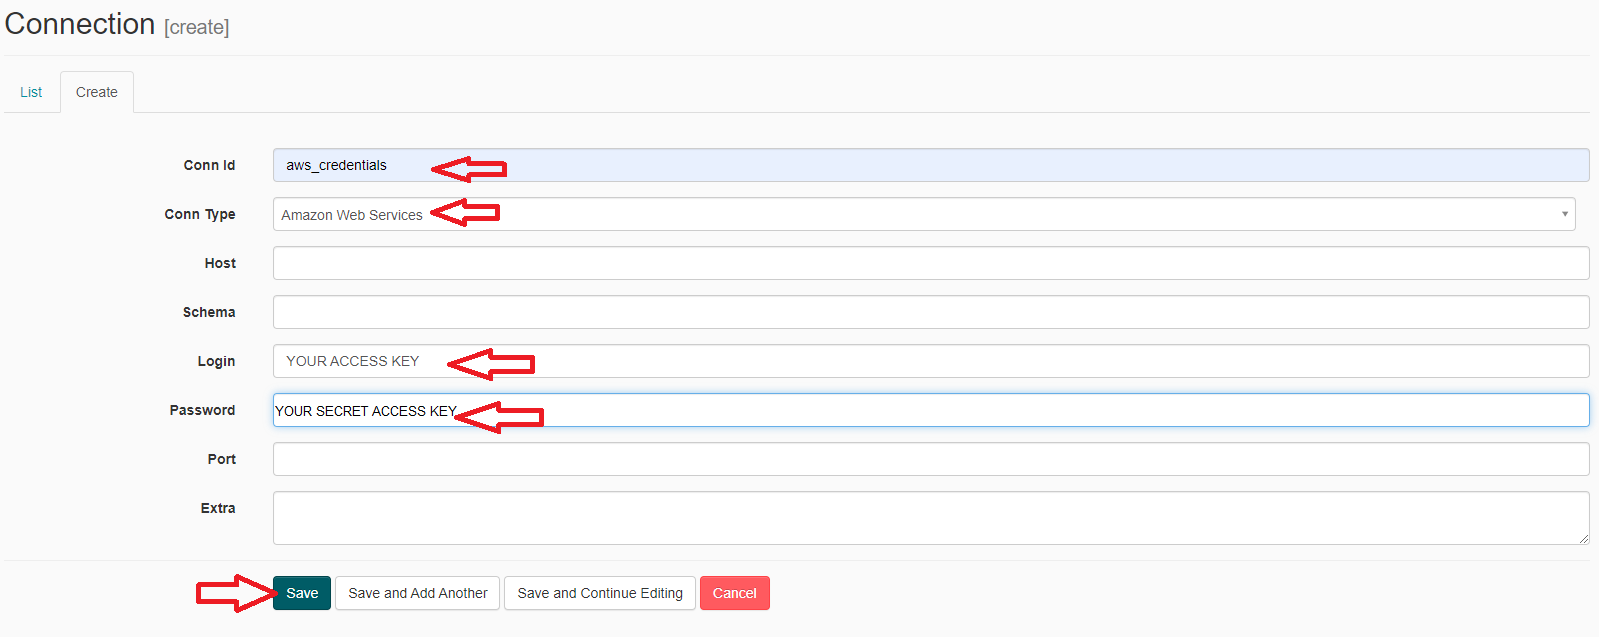 Connection [create]
List Create
Conn Id aws_credentials
Conn Type Amazon Web Services
Host
Schema
Login YOUR ACCESS KEY
Password YOUR SECRET ACCESS KEY
Port
Extra
Save Save and Add Another Save and Continue Editing Cancel